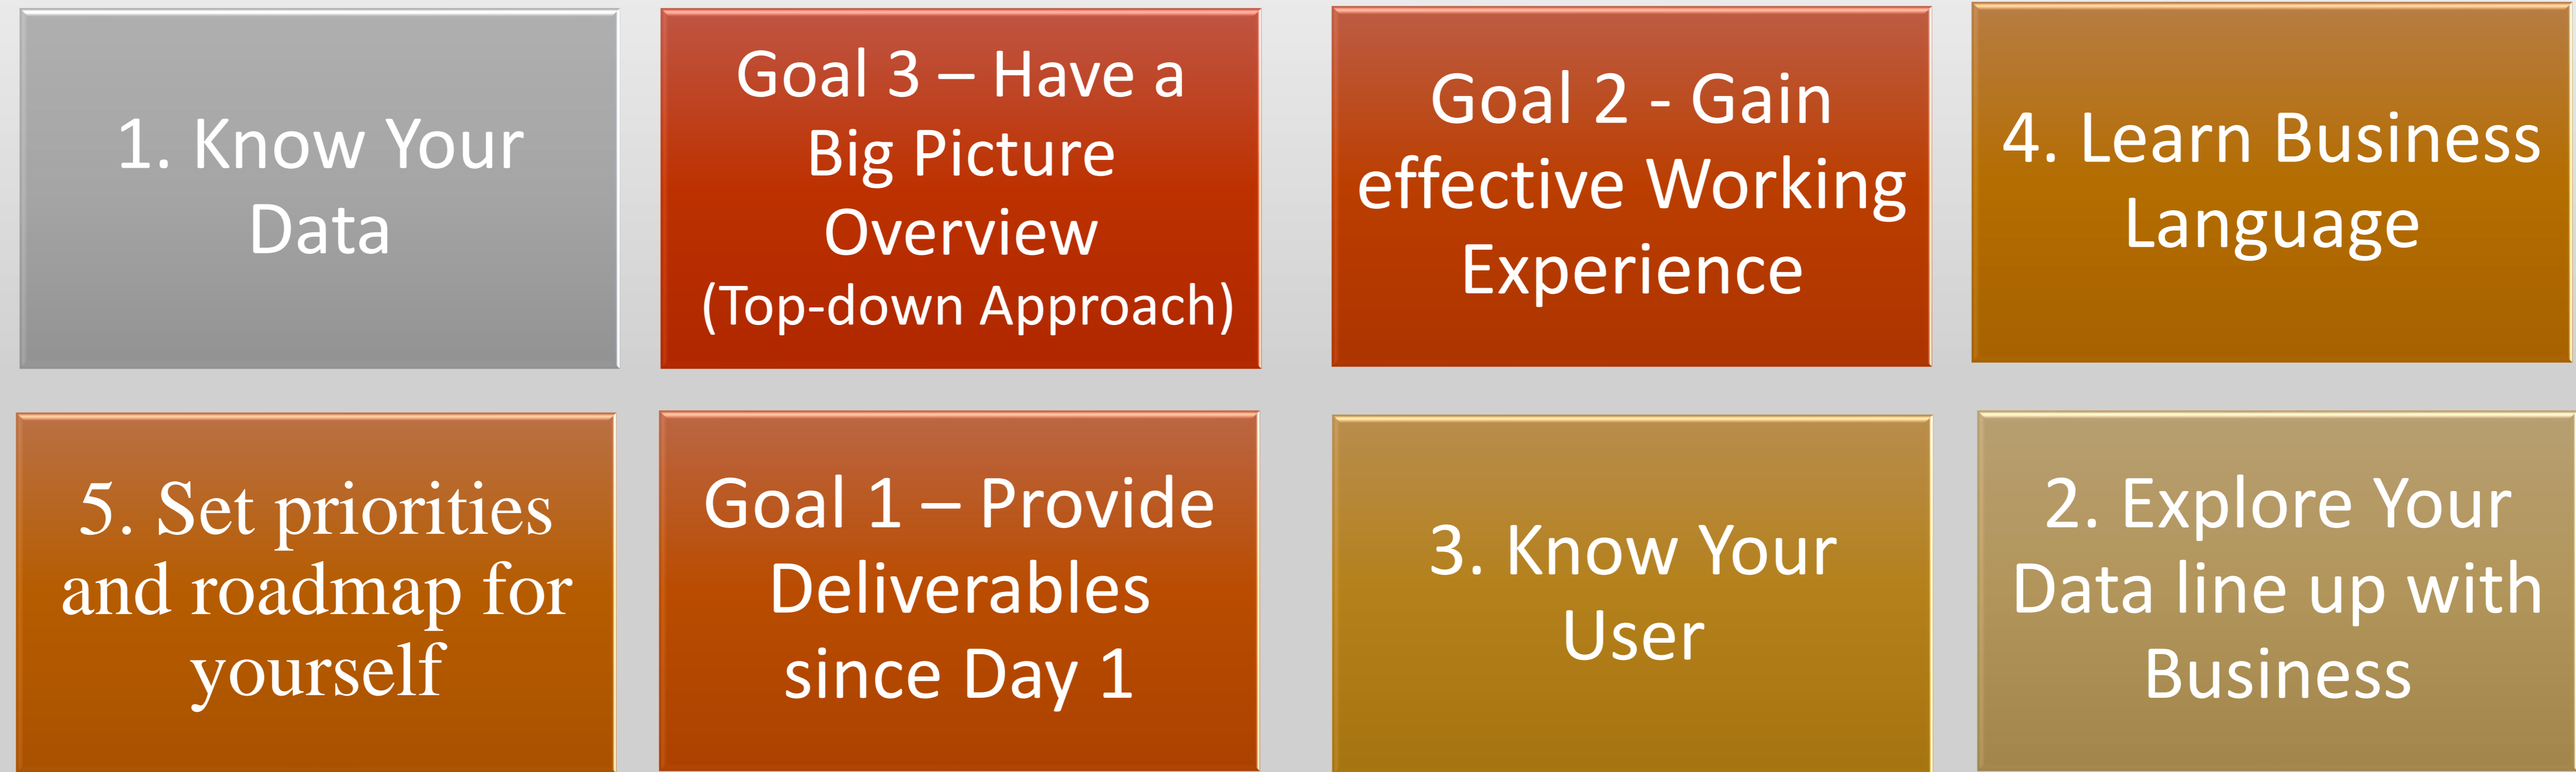 1. Know Your
Data
Goal 3 – Have a
Big Picture
Overview
(Top-down Approach)
Goal 2 - Gain
effective Working
Experience
4. Learn Business
Language
5. Set priorities
and roadmap for
yourself
Goal 1 – Provide
Deliverables
since Day 1
3. Know Your
User
2. Explore Your
Data line up with
Business